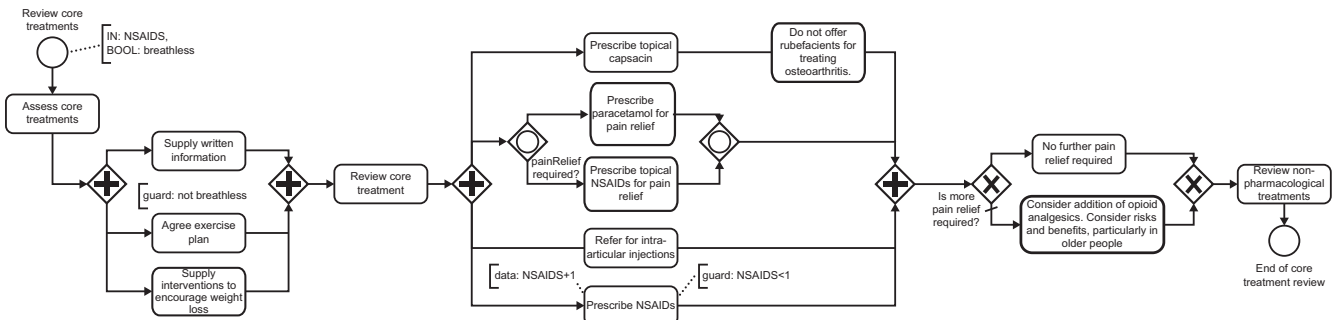 Review core
treatments
IN: NSAIDS,
BOOL: breathless
Assess core
treatments
Supply written
information
guard: not breathless
Agree exercise
plan
Supply
interventions to
encourage weight
loss
Review core
treatment
Prescribe topical
capsacin
Do not offer
rubefacients for
treating
osteoarthritis.
Prescribe
paracetamol for
pain relief
painRelief
required?
Prescribe topical
NSAIDs for pain
relief
Refer for intra-
articular injections
data: NSAIDS+1
guard: NSAIDS<1
Prescribe NSAIDs
No further pain
relief required
Is more
pain relief
required?
Consider addition of opioid
analgesics. Consider risks
and benefits, particularly in
older people
Review non-
pharmacological
treatments
End of core
treatment review